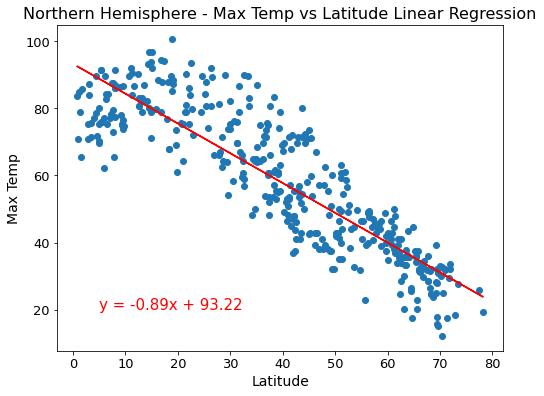 Northern Hemisphere - Max Temp vs Latitude Linear Regression
100
80
60
40
20
Max Temp
y = -0.89x + 93.22
0 10 20 30 40 50 60 70 80
Latitude